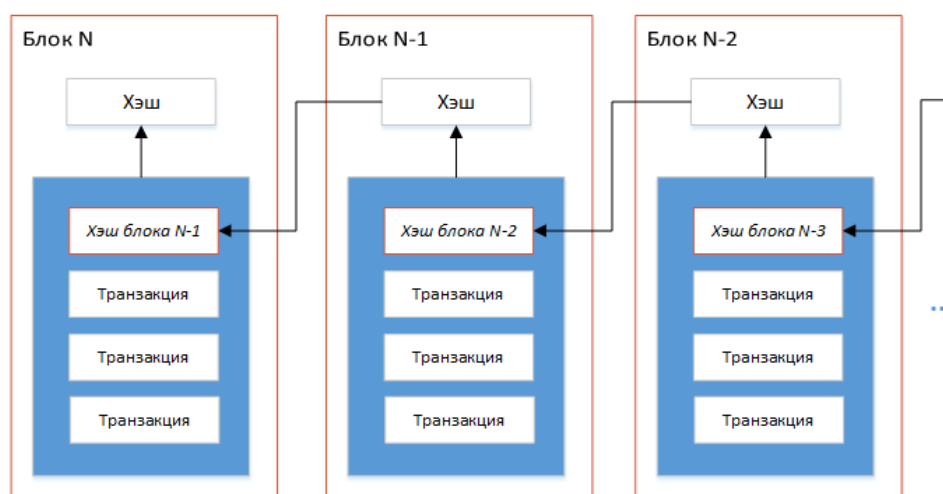 Блок N
Хэш
Хэш блока N-1
Транзакция
Транзакция
Транзакция
Блок N-1
Хэш
Хэш блока N-2
Транзакция
Транзакция
Транзакция
Блок N-2
Хэш
Хэш блока N-3
Транзакция
Транзакция
Транзакция
..